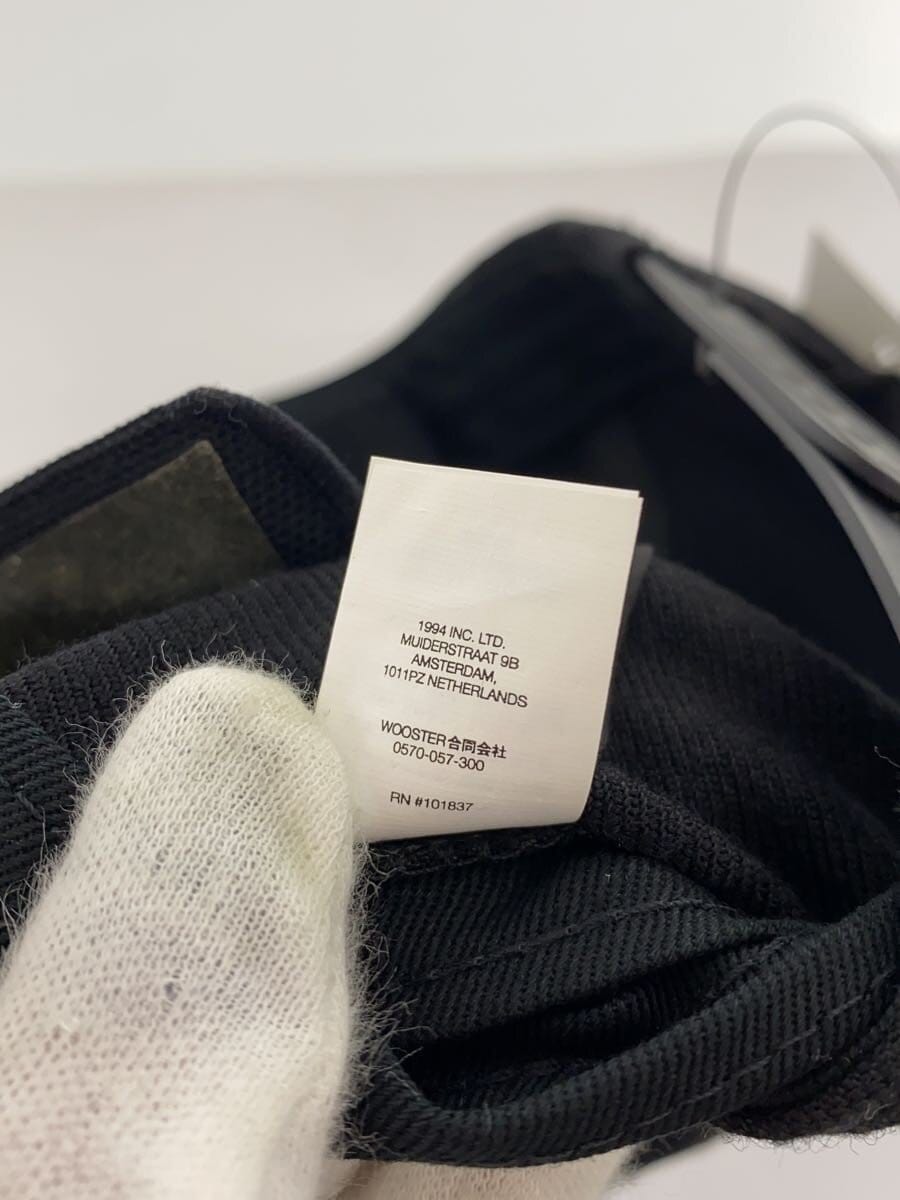 1994 INC. LTD.
MUIDERSTRAAT 9B
AMSTERDAM,
1011PZ NETHERLANDS
WOOSTER合同会社
0570-057-300
RN #101837